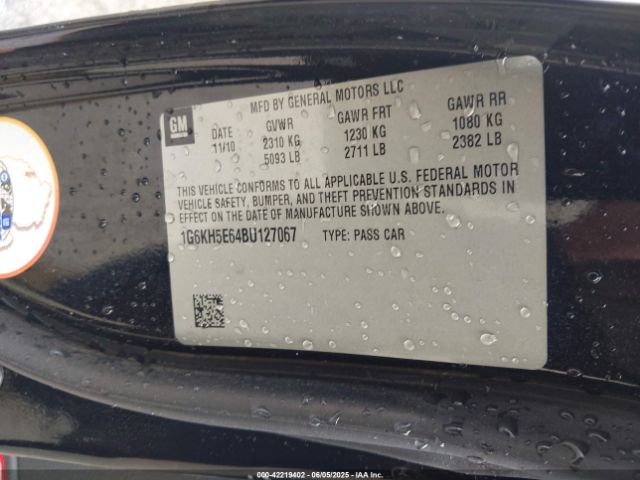 MFD BY GENERAL MOTORS LLC
GM
DATE GVWR GAWR FRT GAWR RR
11/10 2310 KG 1230 KG 1080 KG
5093 LB 2711 LB 2382 LB
THIS VEHICLE CONFORMS TO ALL APPLICABLE U.S. FEDERAL MOTOR
VEHICLE SAFETY, BUMPER, AND THEFT PREVENTION STANDARDS IN
EFFECT ON THE DATE OF MANUFACTURE SHOWN ABOVE.
1G6KH5E64BU127067 TYPE: PASS CAR
000-42219402 - 06/05/2025 - IAAI.com